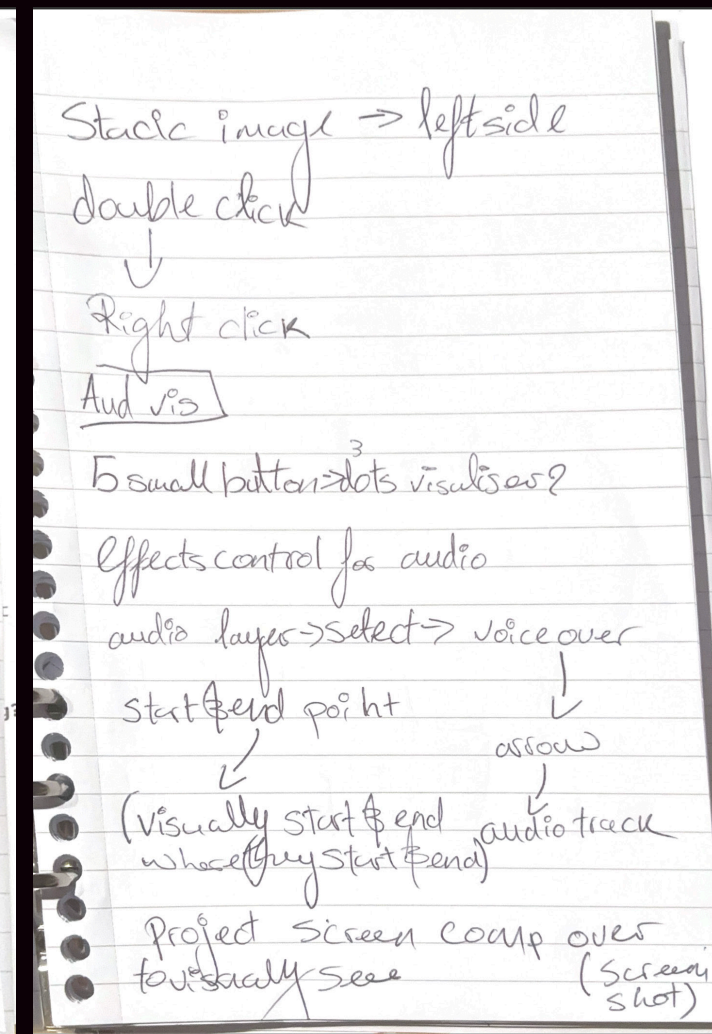 Stacic image → leftside
double click
↓
Right click
Aud vis
5 small button → 3 dots visulises?
Effects control for audio
audio layer → select → voice over
start & end point
arrow
(visually start & end
audio track
where they start & end)
Project screen comp over
to visually see
(screen
shot)